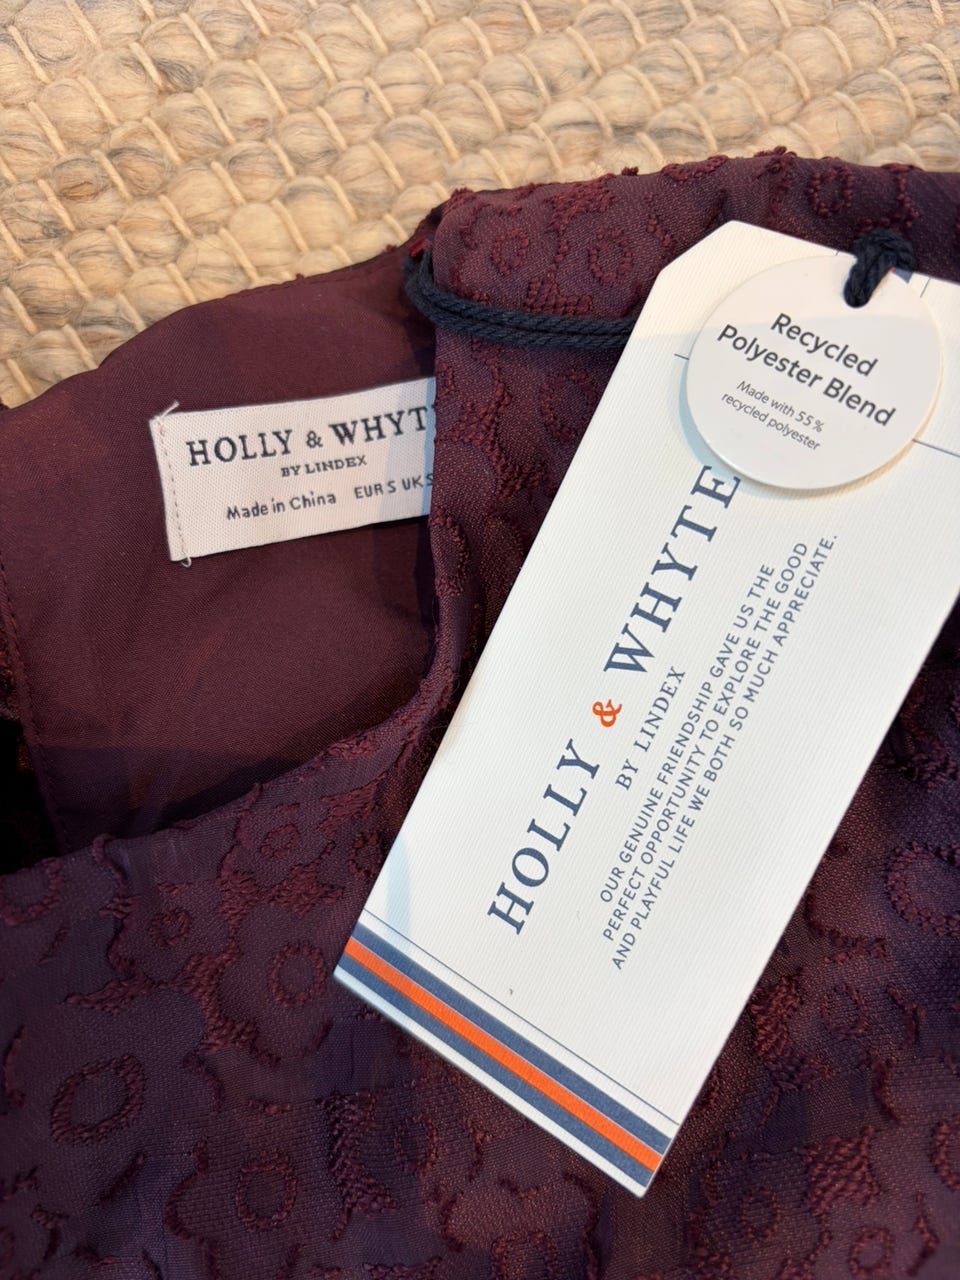 HOLLY & WHYT
BY LINDEX
Made in China EUR S UK S
Recycled
Polyester Blend
Made with 55%
recycled polyester
HOLLY & WHYTE
BY LINDEX
OUR GENUINE FRIENDSHIP GAVE US THE
PERFECT OPPORTUNITY TO EXPLORE THE GOOD
AND PLAYFUL LIFE WE BOTH SO MUCH APPRECIATE.